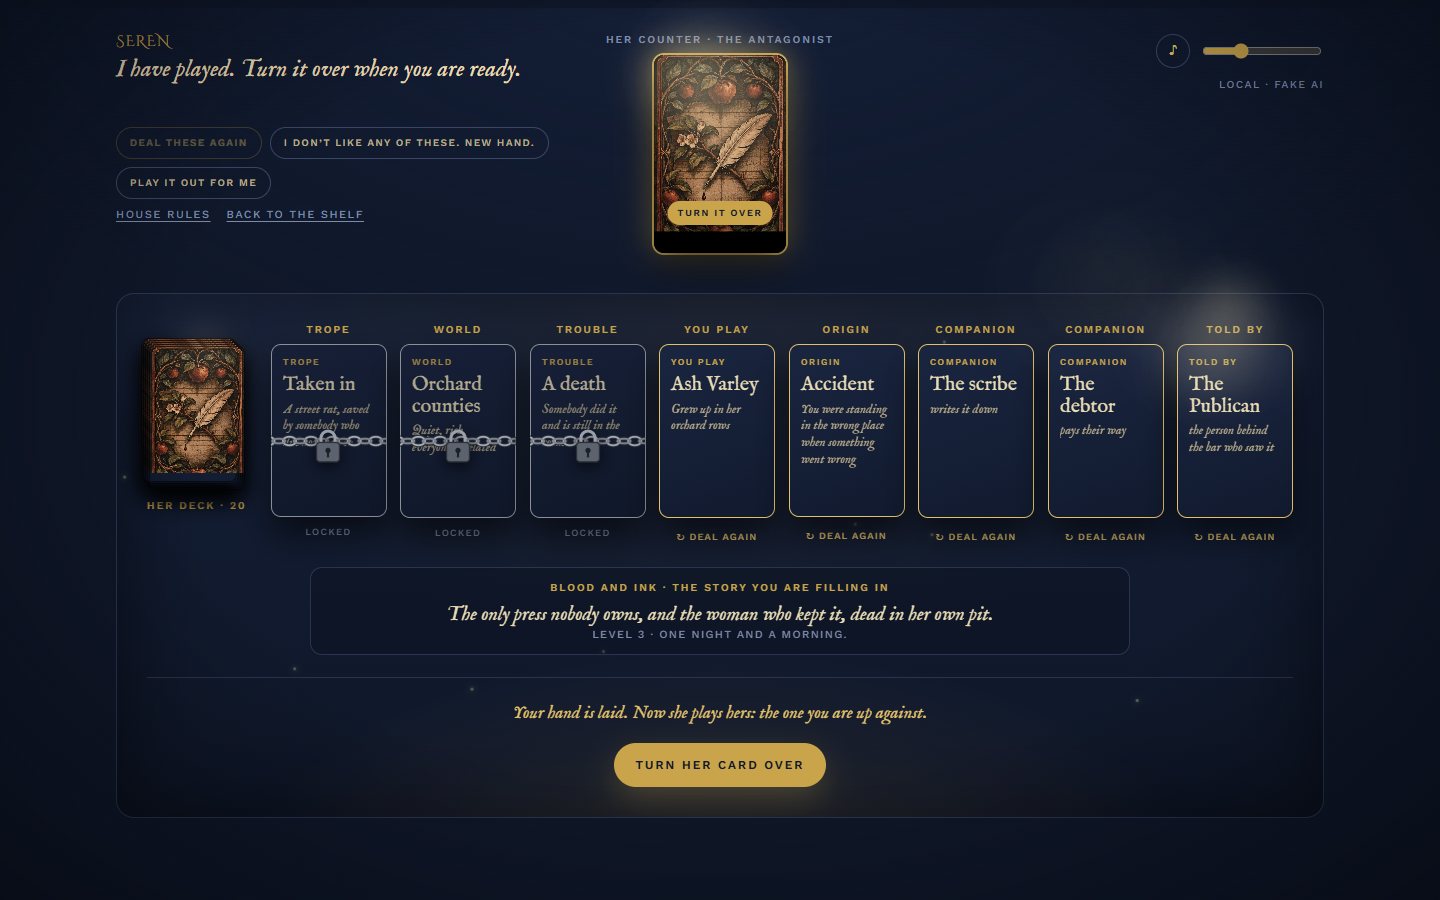 SEREN
I have played. Turn it over when you are ready.
DEAL THESE AGAIN
I DON'T LIKE ANY OF THESE. NEW HAND.
PLAY IT OUT FOR ME
HOUSE RULES
BACK TO THE SHELF
HER COUNTER · THE ANTAGONIST
TURN IT OVER
♪
LOCAL · FAKE AI
HER DECK · 20
TROPE
TROPE
Taken in
A street rat, saved
by somebody who
LOCKED
WORLD
WORLD
Orchard
counties
Quiet,
LOCKED
TROUBLE
TROUBLE
A death
Somebody did it
and is still in the
LOCKED
YOU PLAY
YOU PLAY
Ash Varley
Grew up in her
orchard rows
↻ DEAL AGAIN
ORIGIN
ORIGIN
Accident
You were standing
in the wrong place
when something
went wrong
↻ DEAL AGAIN
COMPANION
COMPANION
The scribe
writes it down
↻ DEAL AGAIN
COMPANION
COMPANION
The
debtor
pays their way
↻ DEAL AGAIN
TOLD BY
TOLD BY
The
Publican
the person behind
the bar who saw it
↻ DEAL AGAIN
BLOOD AND INK · THE STORY YOU ARE FILLING IN
The only press nobody owns, and the woman who kept it, dead in her own pit.
LEVEL 3 · ONE NIGHT AND A MORNING.
Your hand is laid. Now she plays hers: the one you are up against.
TURN HER CARD OVER